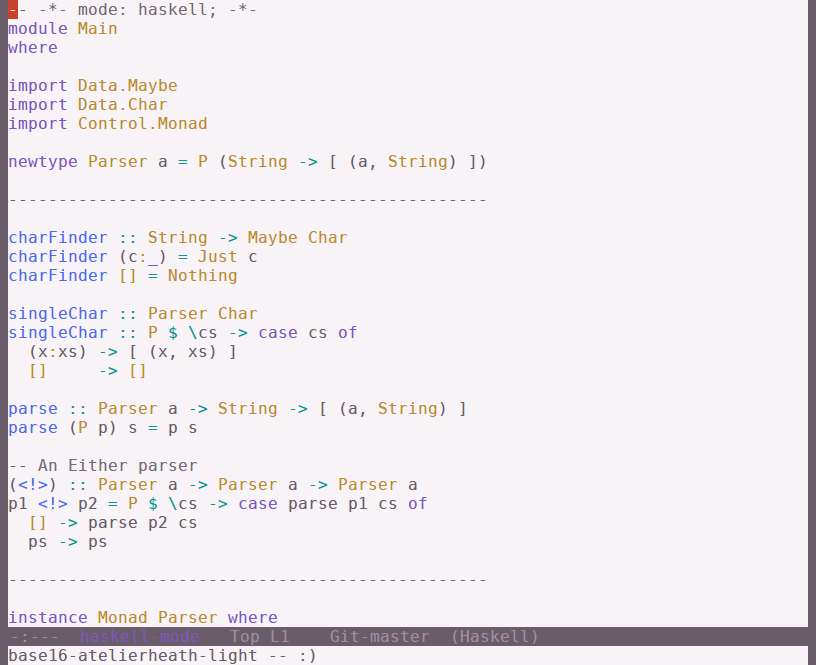 -- -*- mode: haskell; -*-
module Main
where

import Data.Maybe
import Data.Char
import Control.Monad

newtype Parser a = P (String -> [ (a, String) ])

------------------------------------------------

charFinder :: String -> Maybe Char
charFinder (c:_) = Just c
charFinder [] = Nothing

singleChar :: Parser Char
singleChar :: P $ \cs -> case cs of
  (x:xs) -> [ (x, xs) ]
  []     -> []

parse :: Parser a -> String -> [ (a, String) ]
parse (P p) s = p s

-- An Either parser
(<!>) :: Parser a -> Parser a -> Parser a
p1 <!> p2 = P $ \cs -> case parse p1 cs of
  [] -> parse p2 cs
  ps -> ps

------------------------------------------------

instance Monad Parser where
-:---  haskell-mode   Top L1    Git-master  (Haskell)
base16-atelierheath-light -- :)